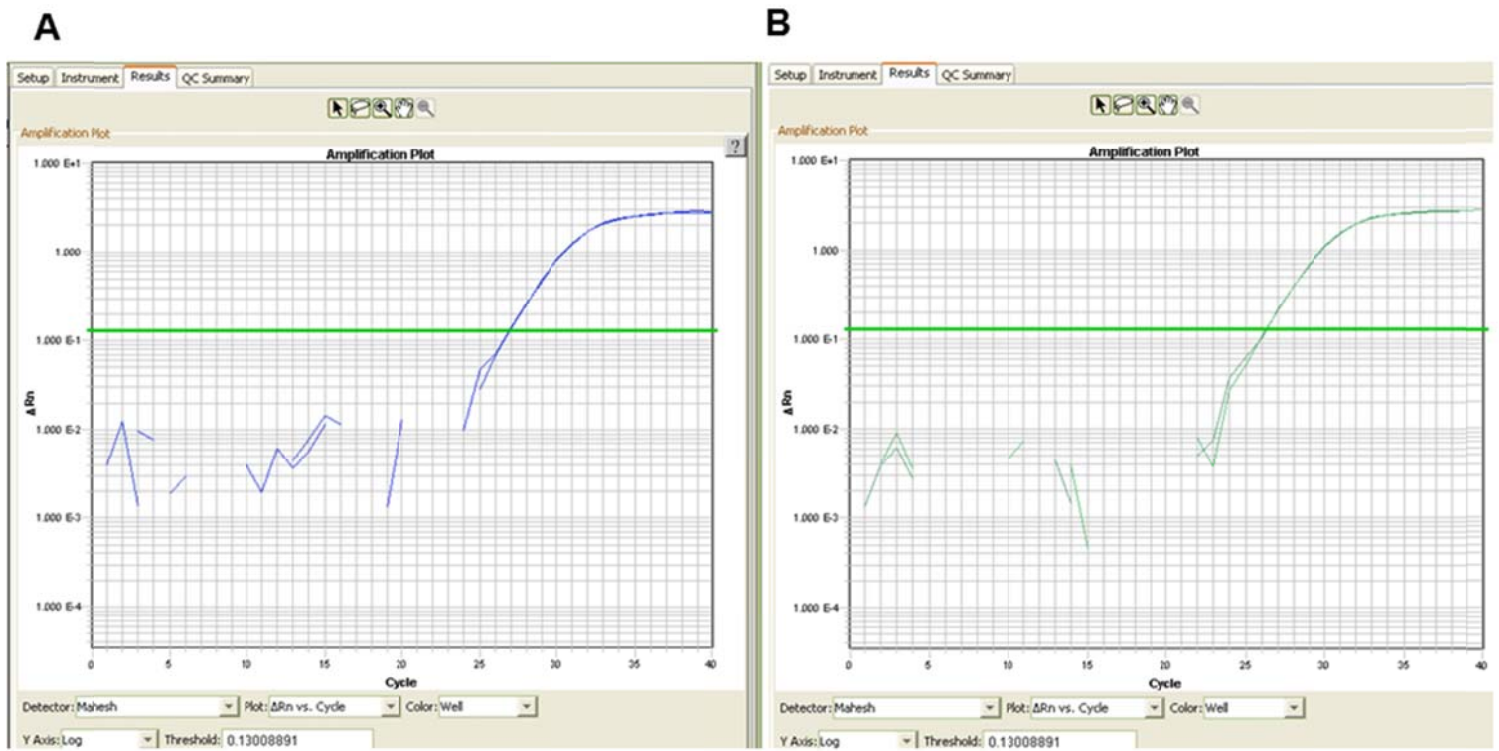 A
Setup Instrument Results QC Summary
Amplification Plot
?
Amplification Plot
1.000 E+1
1.000
1.000 E-1
ΔRn
1.000 E-2
1.000 E-3
1.000 E-4
0 5 10 15 20 25 30 35 40
Cycle
Detector: Mahesh Plot: ΔRn vs. Cycle Color: Well
Y Axis: Log Threshold: 0.13008891
B
Setup Instrument Results QC Summary
Amplification Plot
Amplification Plot
1.000 E+1
1.000
1.000 E-1
ΔRn
1.000 E-2
1.000 E-3
1.000 E-4
0 5 10 15 20 25 30 35 40
Cycle
Detector: Mahesh Plot: ΔRn vs. Cycle Color: Well
Y Axis: Log Threshold: 0.13008891